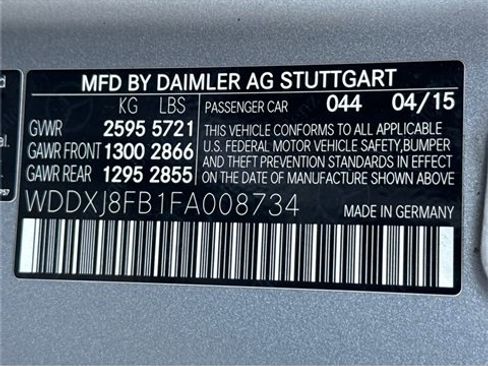 MFD BY DAIMLER AG STUTTGART
KG LBS PASSENGER CAR 044 04/15
GVWR 2595 5721 THIS VEHICLE CONFORMS TO ALL APPLICABLE
GAWR FRONT 1300 2866 U.S. FEDERAL MOTOR VEHICLE SAFETY,BUMPER
AND THEFT PREVENTION STANDARDS IN EFFECT
GAWR REAR 1295 2855 ON THE DATE OF MANUFACTURE SHOWN ABOVE.
WDDXJ8FB1FA008734 MADE IN GERMANY